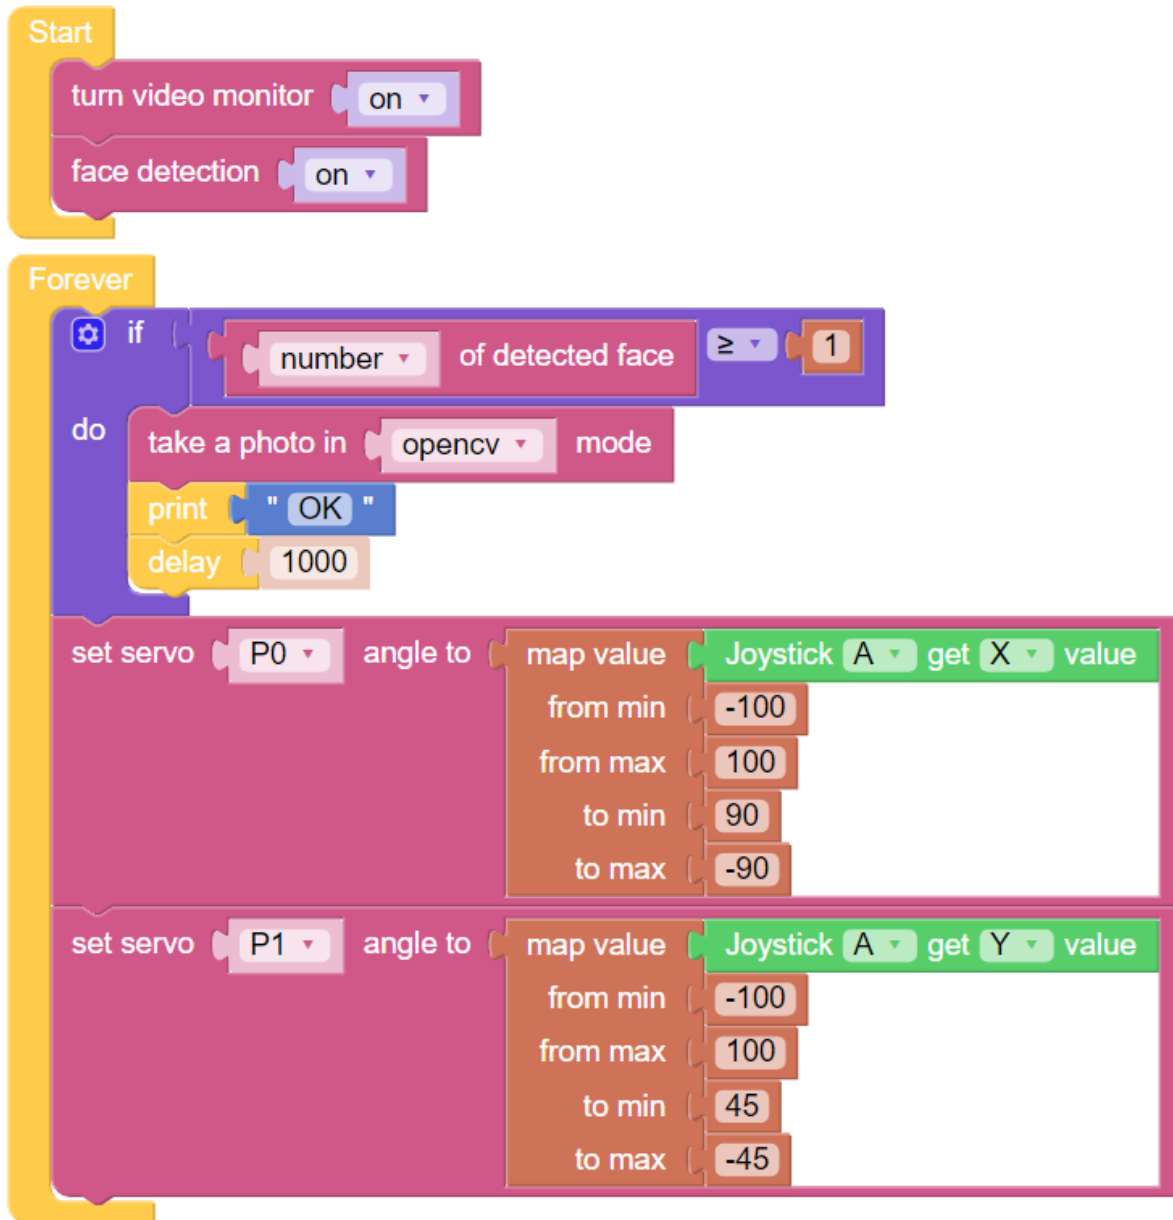 Start
turn video monitor on
face detection on
Forever
if number of detected face ≥ 1
do take a photo in opencv mode
print " OK "
delay 1000
set servo P0 angle to map value Joystick A get X value
from min -100
from max 100
to min 90
to max -90
set servo P1 angle to map value Joystick A get Y value
from min -100
from max 100
to min 45
to max -45